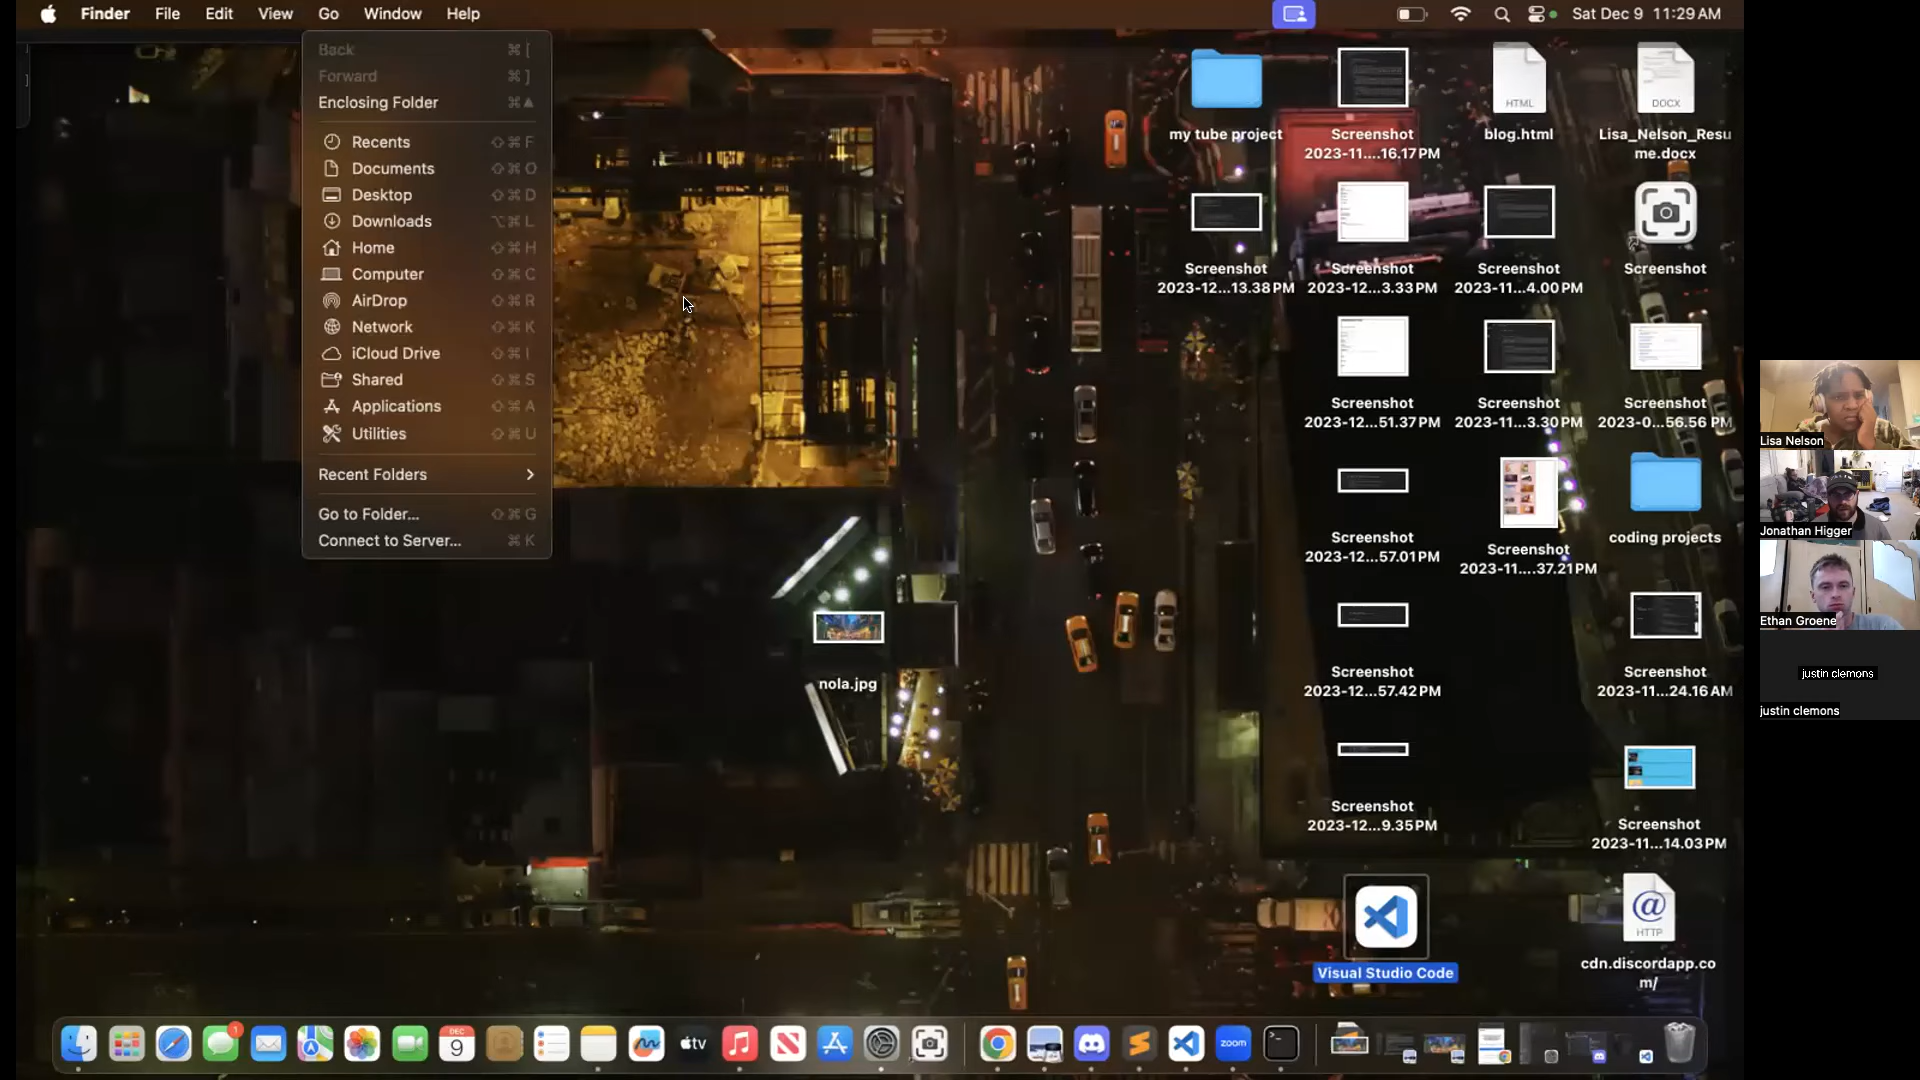 Finder File Edit View Go Window Help Sat Dec 9 11:29 AM
Back ⌘ [
Forward ⌘ ]
Enclosing Folder ⌘▲
Recents ⇧⌘F
Documents ⇧⌘O
Desktop ⇧⌘D
Downloads ⌥⌘L
Home ⇧⌘H
Computer ⇧⌘C
AirDrop ⇧⌘R
Network ⇧⌘K
iCloud Drive ⇧⌘I
Shared ⇧⌘S
Applications ⇧⌘A
Utilities ⇧⌘U
Recent Folders
Go to Folder... ⇧⌘G
Connect to Server... ⌘K
HTML
DOCX
my tube project
Screenshot
2023-11....16.17 PM
blog.html
Lisa_Nelson_Resu
me.docx
Screenshot
2023-12...13.38 PM
Screenshot
2023-12...3.33 PM
Screenshot
2023-11...4.00 PM
Screenshot
Screenshot
2023-12...51.37 PM
Screenshot
2023-11...3.30 PM
Screenshot
2023-0...56.56 PM
Screenshot
2023-12...57.01 PM
Screenshot
2023-11....37.21 PM
coding projects
Screenshot
2023-12...57.42 PM
Screenshot
2023-11...24.16 AM
nola.jpg
Screenshot
2023-12...9.35 PM
Screenshot
2023-11...14.03 PM
Visual Studio Code
@
HTTP
cdn.discordapp.co
m/
Lisa Nelson
Jonathan Higger
Ethan Groene
justin clemons
justin clemons
1
DEC
9
tv
zoom